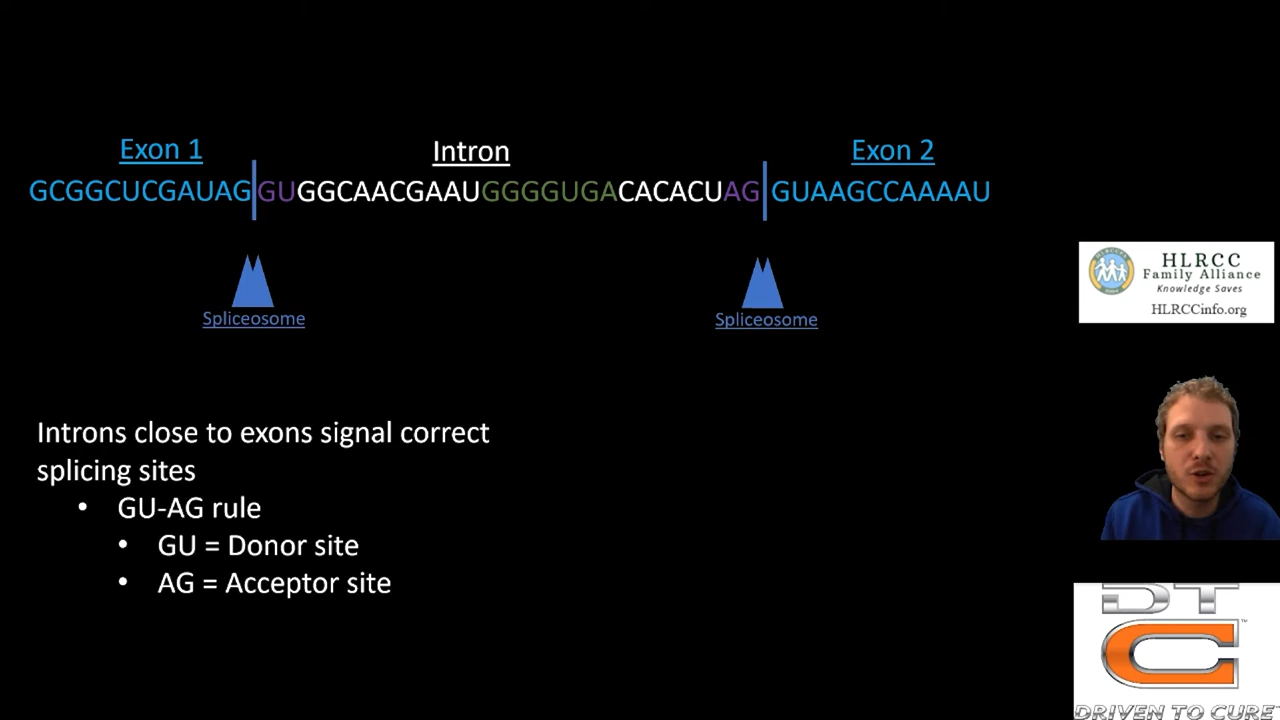 Exon 1 Intron Exon 2
GCGGCUCGAUAG GUGGCAACGAAUGGGGUGACACACUAG GUAAGCCAAAAU
Spliceosome Spliceosome
HLRCC
Family Alliance
Knowledge Saves
HLRCCinfo.org
Introns close to exons signal correct
splicing sites
• GU-AG rule
• GU = Donor site
• AG = Acceptor site
DT
C
DRIVEN TO CURE